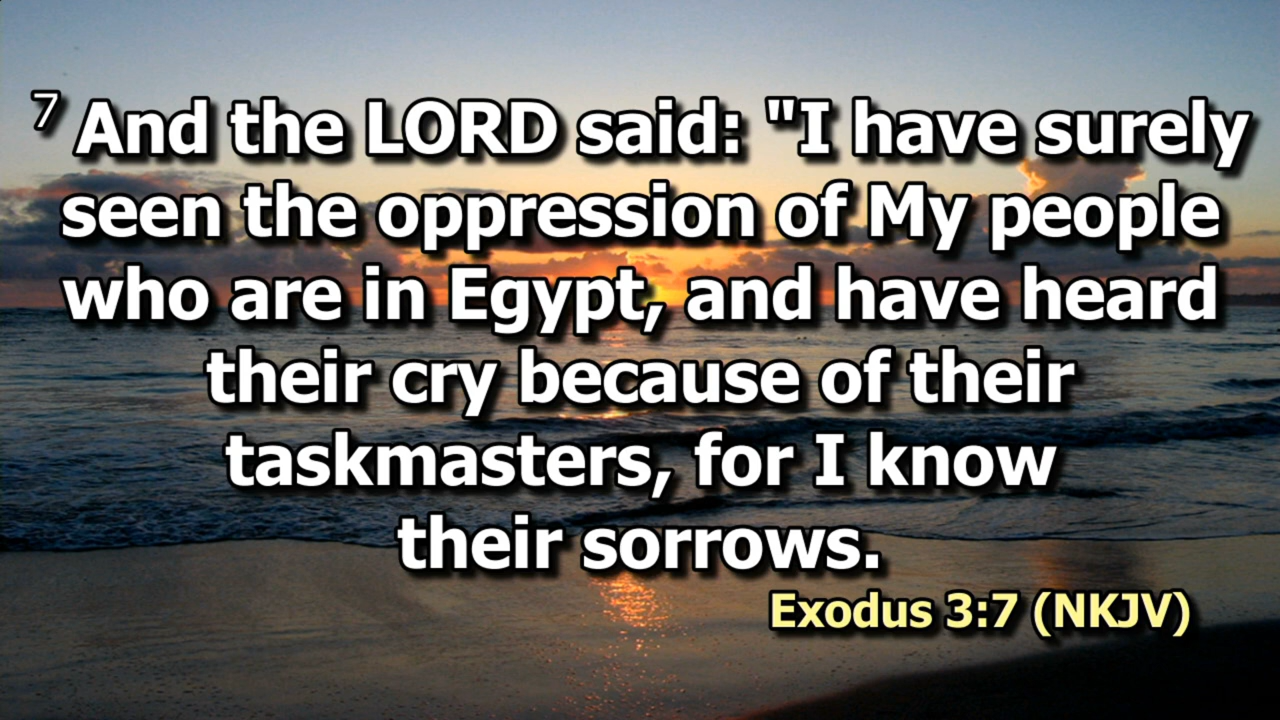 7 And the LORD said: "I have surely
seen the oppression of My people
who are in Egypt, and have heard
their cry because of their
taskmasters, for I know
their sorrows.
Exodus 3:7 (NKJV)